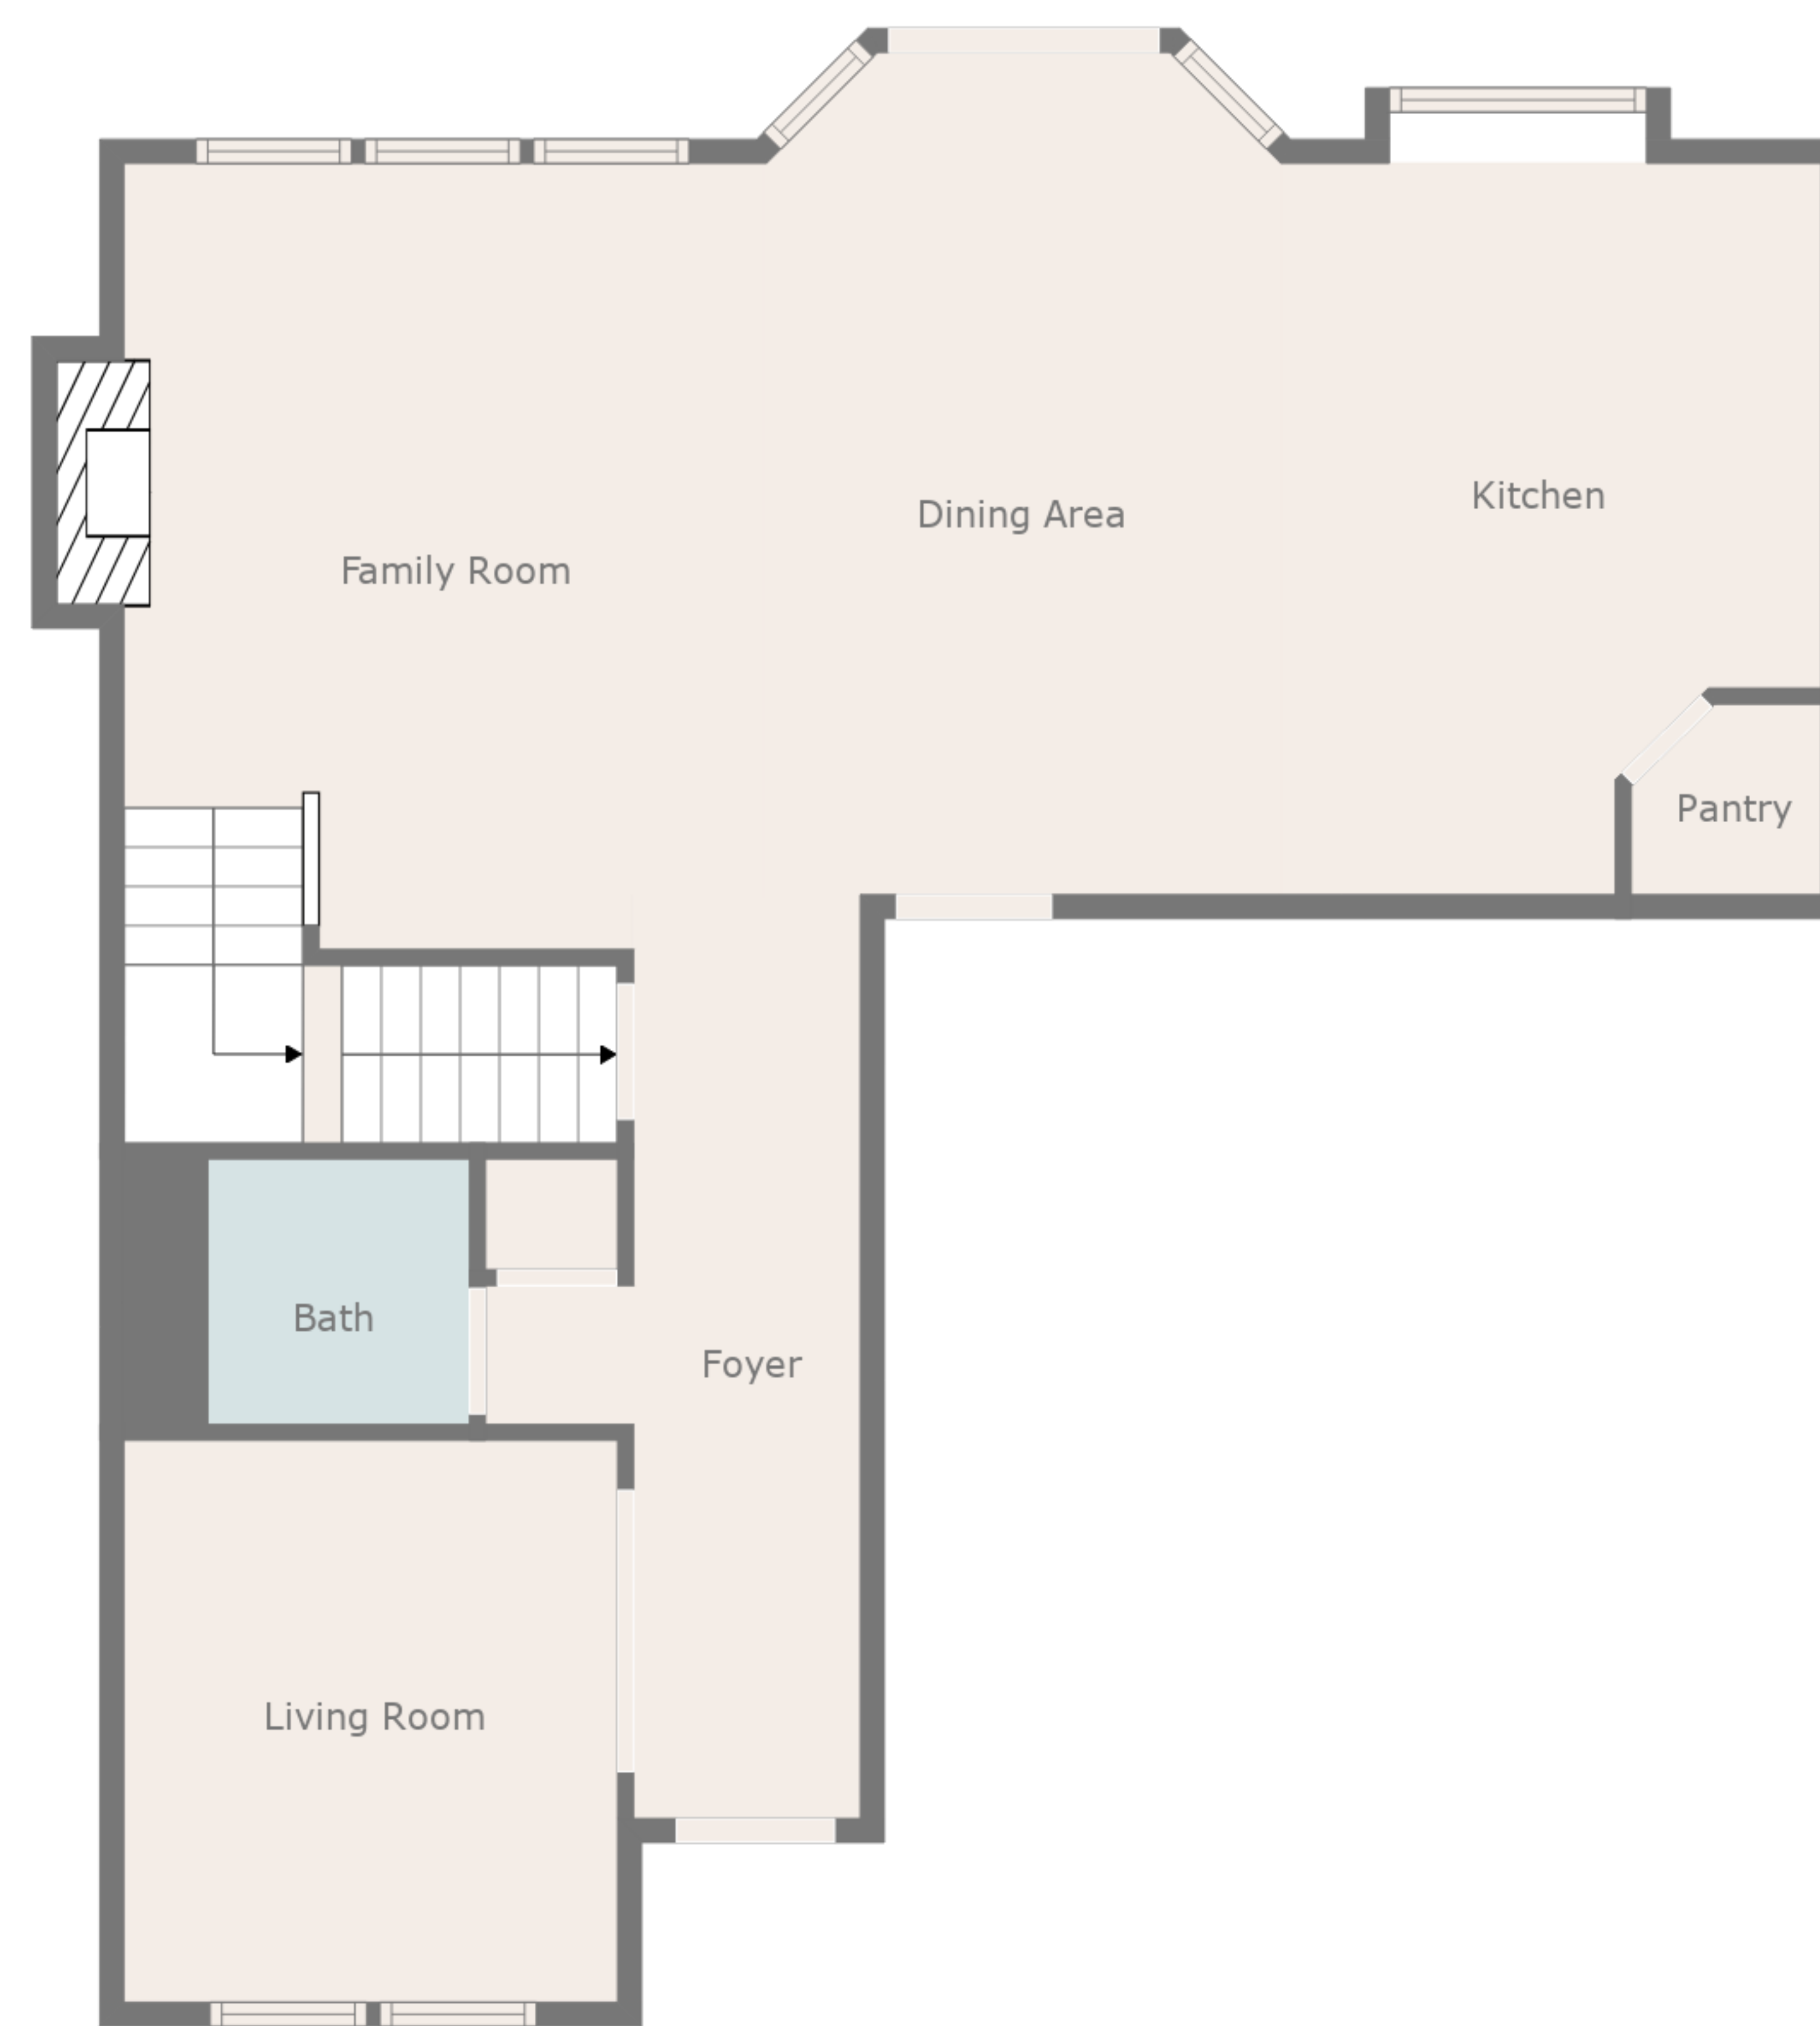 Kitchen
Dining Area
Family Room
Pantry
Bath
Foyer
Living Room